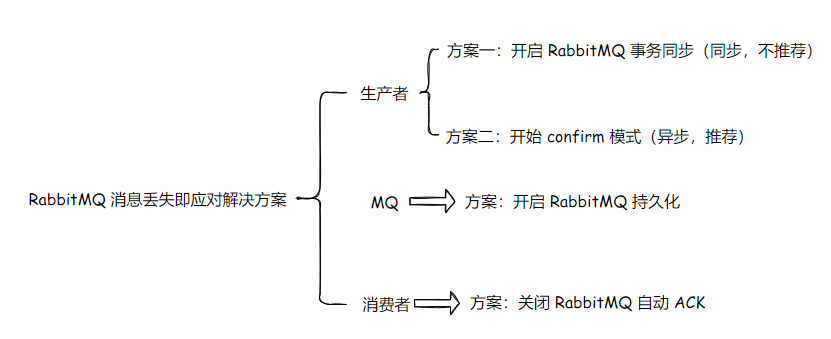 方案一：开启 RabbitMQ 事务同步（同步，不推荐）
生产者
方案二：开始 confirm 模式（异步，推荐）
RabbitMQ 消息丢失即应对解决方案
MQ
方案：开启 RabbitMQ 持久化
消费者
方案：关闭 RabbitMQ 自动 ACK